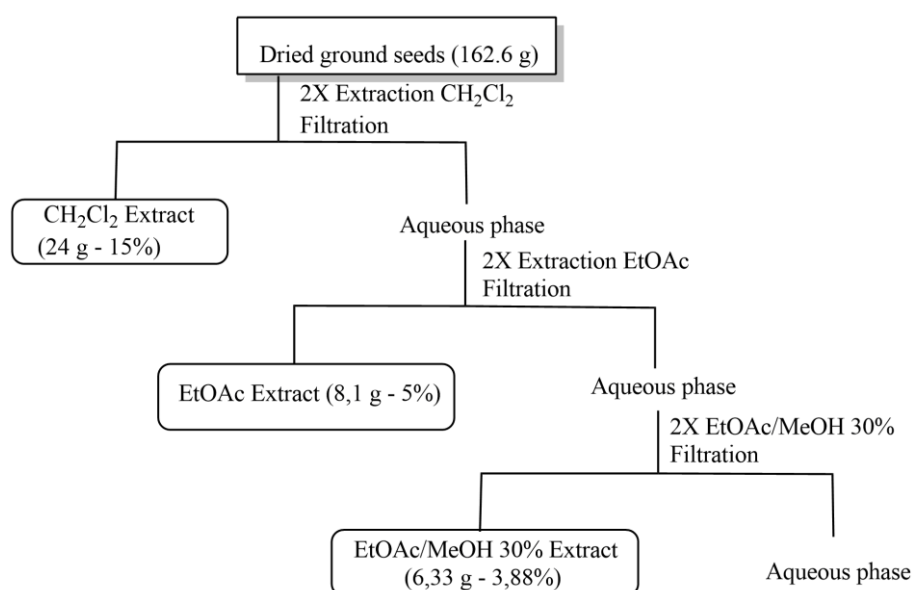 Dried ground seeds (162.6 g)
2X Extraction CH₂Cl₂
Filtration
CH₂Cl₂ Extract
(24 g - 15%)
Aqueous phase
2X Extraction EtOAc
Filtration
EtOAc Extract (8,1 g - 5%)
Aqueous phase
2X EtOAc/MeOH 30%
Filtration
EtOAc/MeOH 30% Extract
(6,33 g - 3,88%)
Aqueous phase